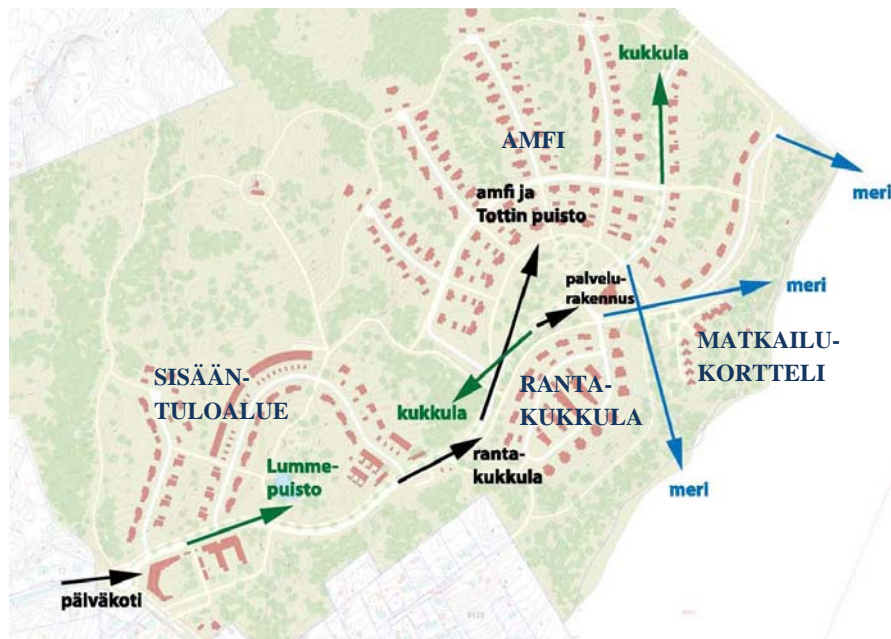 kukkula
AMFI
meri
amfi ja
Tottin puisto
palvelu-
rakennus
meri
MATKAILU-
KORTTELI
SISÄÄN-
TULOALUE
RANTA-
KUKKULA
kukkula
ranta-
kukkula
Lumme-
puisto
meri
päiväkoti